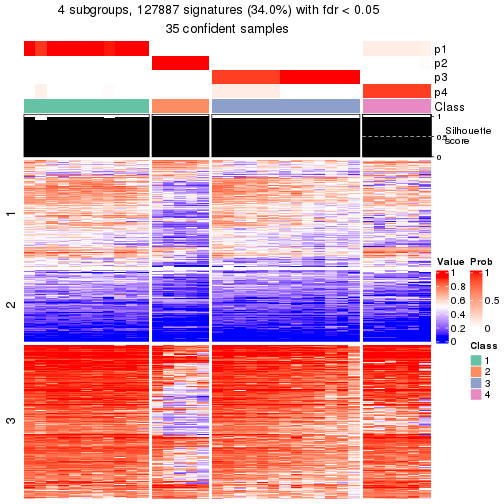 4 subgroups, 127887 signatures (34.0%) with fdr < 0.05
35 confident samples
p1
p2
p3
p4
Class
1
0.5
0
Silhouette
score
1
2
3
Value
1
0.8
0.6
0.4
0.2
0
Prob
1
0.5
0
Class
1
2
3
4